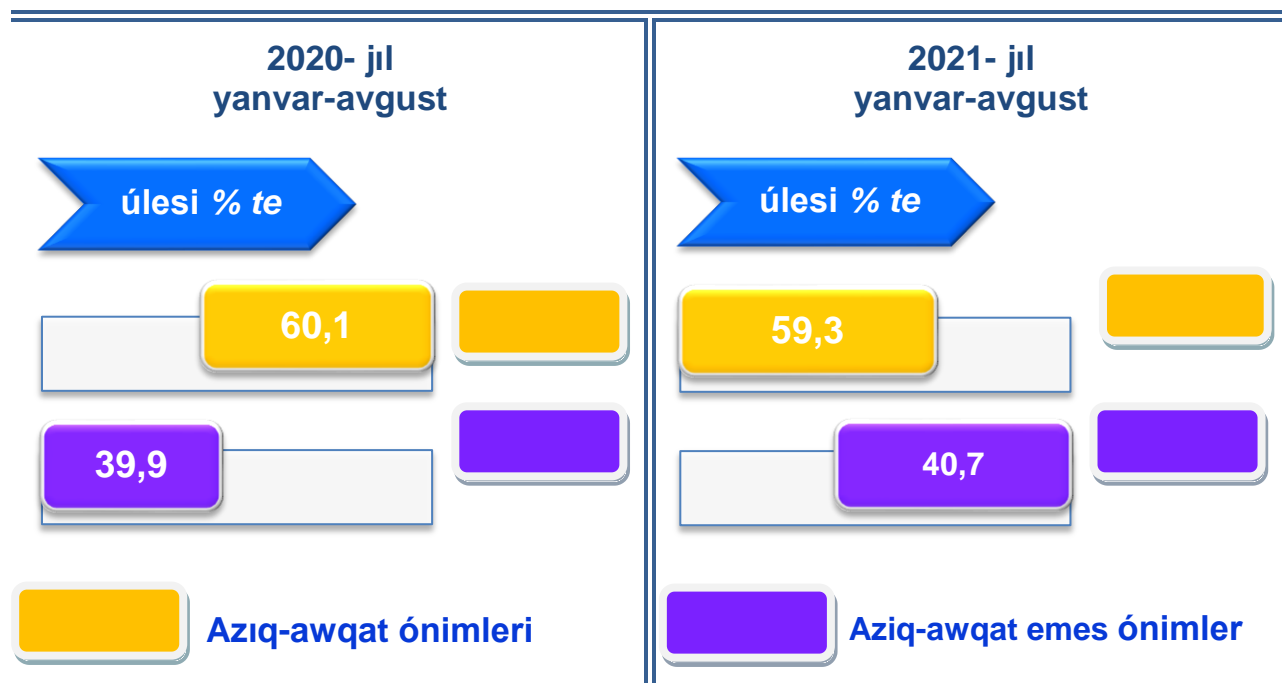 2020- jıl
yanvar-avgust
úlesi % te
60,1
39,9
2021- jıl
yanvar-avgust
úlesi % te
59,3
40,7
Azıq-awqat ónimleri
Aziq-awqat emes ónimler